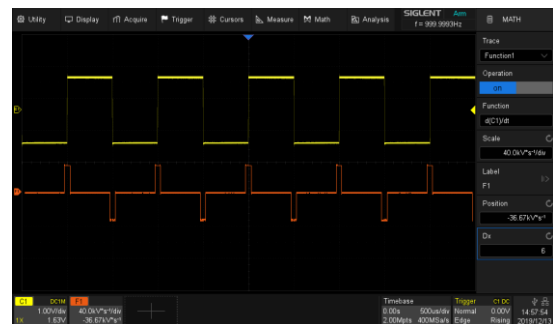 Utility Display Acquire Trigger Cursors Measure Math Analysis SIGLENT Arm
f = 999.9993Hz
MATH
Trace
Function1
Operation
on
Function
d(C1)/dt
Scale
40.0kV*s⁻¹/div
Label
F1
Position
-36.67kV*s⁻¹
Dx
6
C1 DC1M F1 Timebase Trigger C1 DC
1.00V/div 40.0kV*s⁻¹/div 0.00s 500us/div Normal 0.00V 14:57:54
1X 1.63V -36.67kV*s⁻¹ 2.00Mpts 400MSa/s Edge Rising 2019/12/13